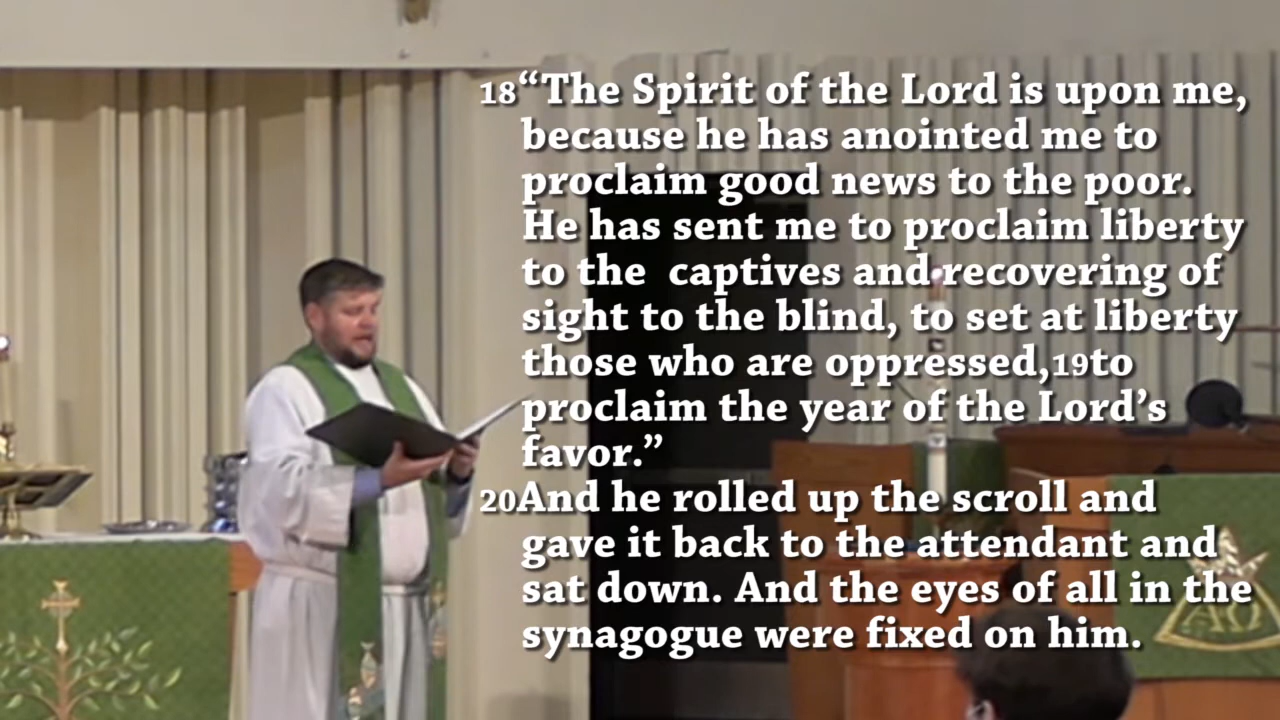 18“The Spirit of the Lord is upon me,
because he has anointed me to
proclaim good news to the poor.
He has sent me to proclaim liberty
to the  captives and recovering of
sight to the blind, to set at liberty
those who are oppressed,19to
proclaim the year of the Lord’s
favor.”
20And he rolled up the scroll and
gave it back to the attendant and
sat down. And the eyes of all in the
synagogue were fixed on him.